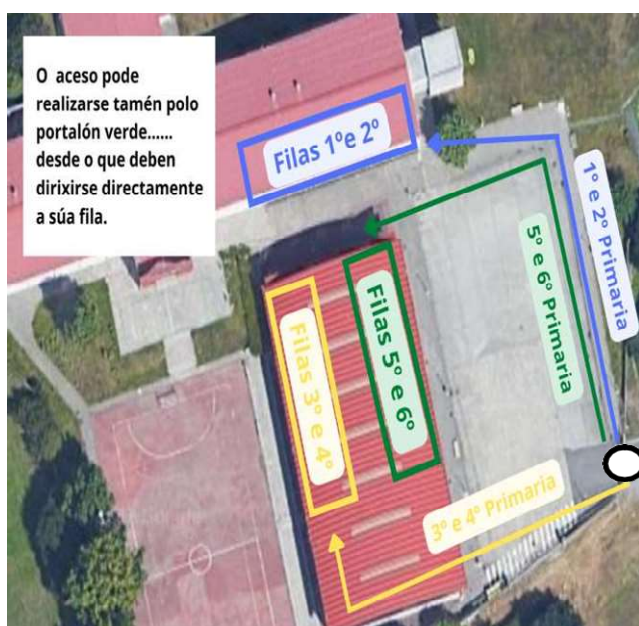 O aceso pode
realizarse tamén polo
portalón verde......
desde o que deben
dirixirse directamente
a súa fila.
Filas 1ºe 2º
1º e 2º Primaria
5º e 6º Primaria
Filas 5º e 6º
Filas 3º e 4º
3º e 4º Primaria